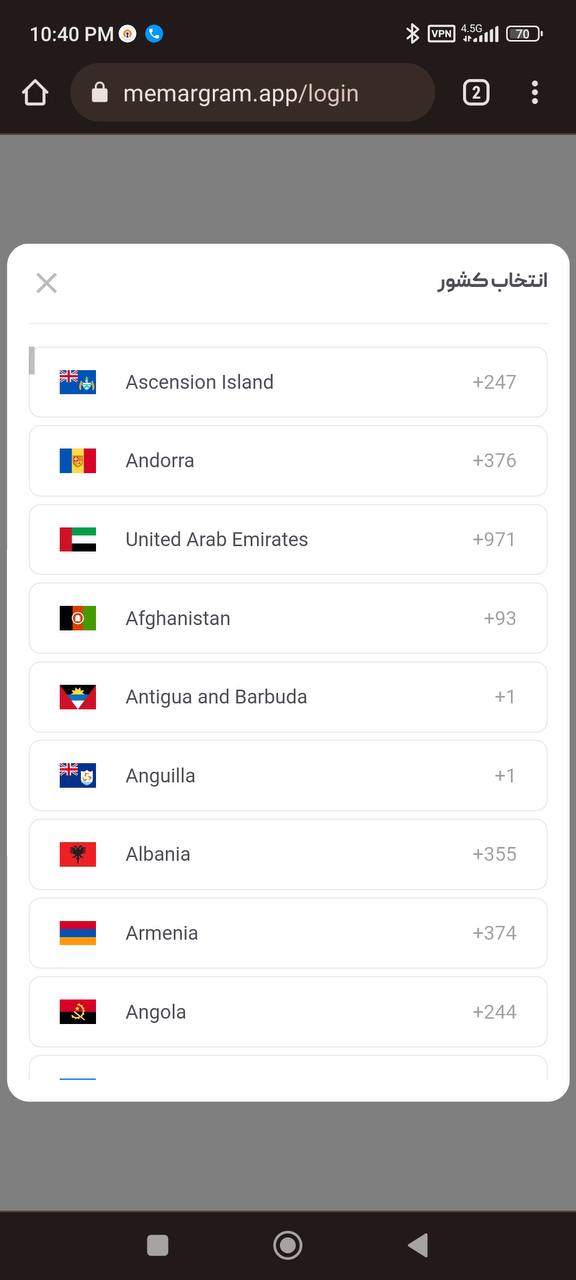 10:40 PM
VPN 4.5G 70
memargram.app/login
2
انتخاب کشور
Ascension Island +247
Andorra +376
United Arab Emirates +971
Afghanistan +93
Antigua and Barbuda +1
Anguilla +1
Albania +355
Armenia +374
Angola +244